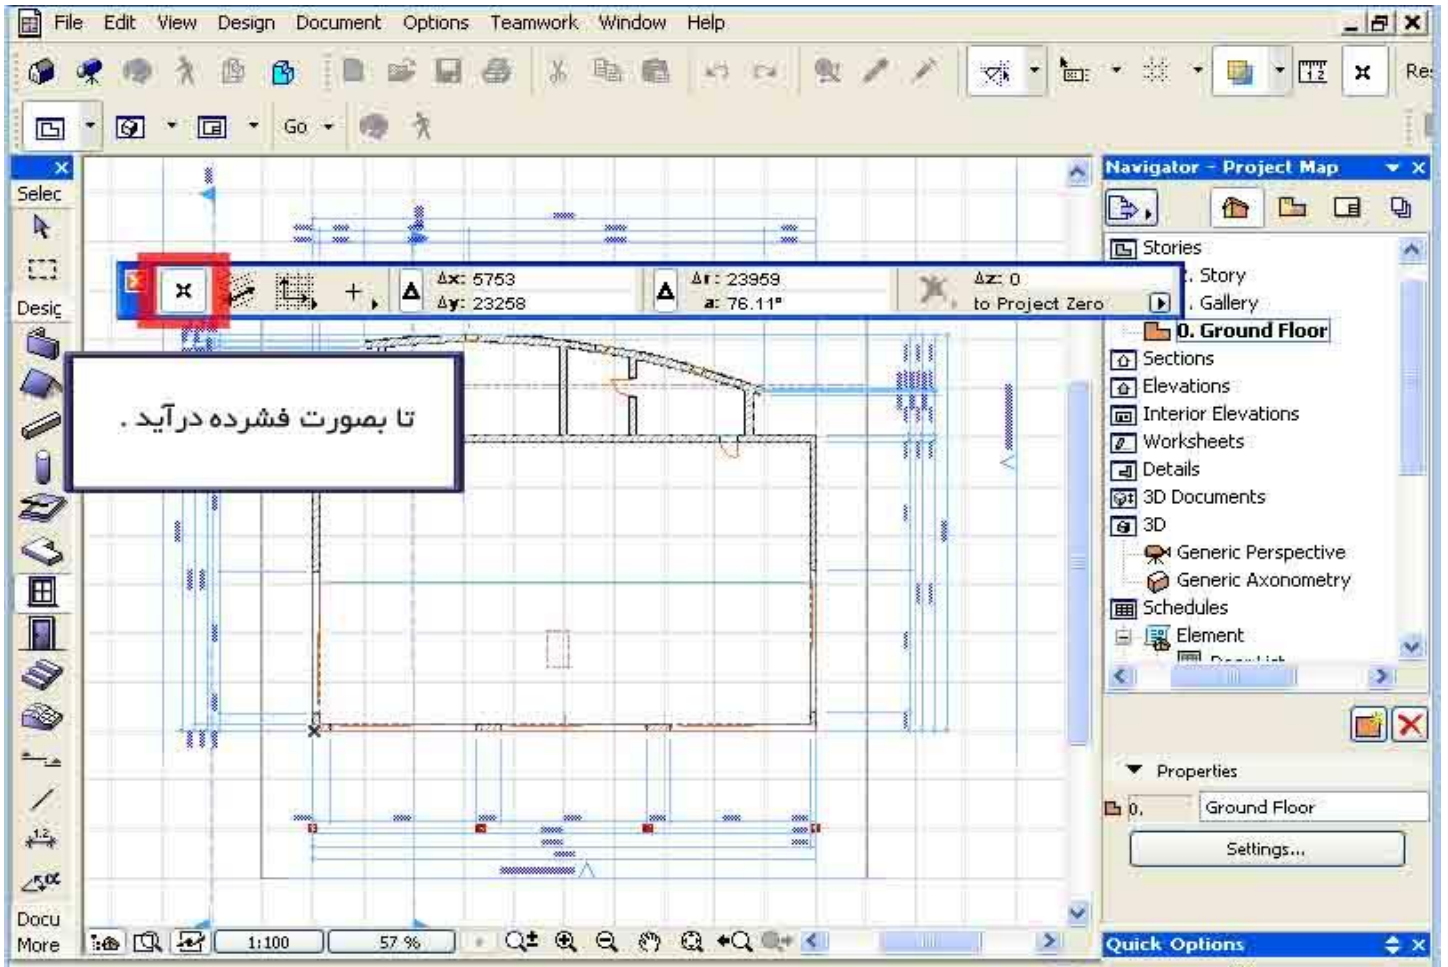 File Edit View Design Document Options Teamwork Window Help
Re
Go
Selec
Desig
Docu
More
Δx: 5753
Δy: 23258
Δr: 23959
a: 76.11°
Δz: 0
to Project Zero
تا بصورت فشرده درآید .
Navigator - Project Map
Stories
. Story
. Gallery
0. Ground Floor
Sections
Elevations
Interior Elevations
Worksheets
Details
3D Documents
3D
Generic Perspective
Generic Axonometry
Schedules
Element
Properties
0.
Ground Floor
Settings...
Quick Options
1:100
57 %
1.2